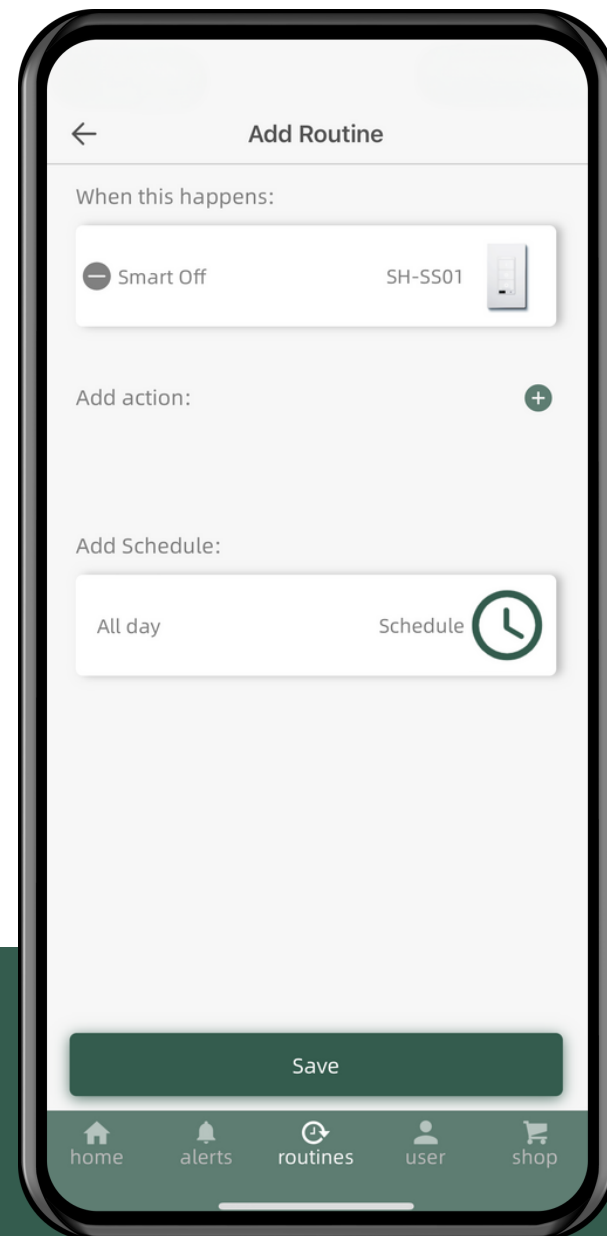 Add Routine
When this happens:
Smart Off SH-SS01
Add action:
Add Schedule:
All day Schedule
Save
home alerts routines user shop